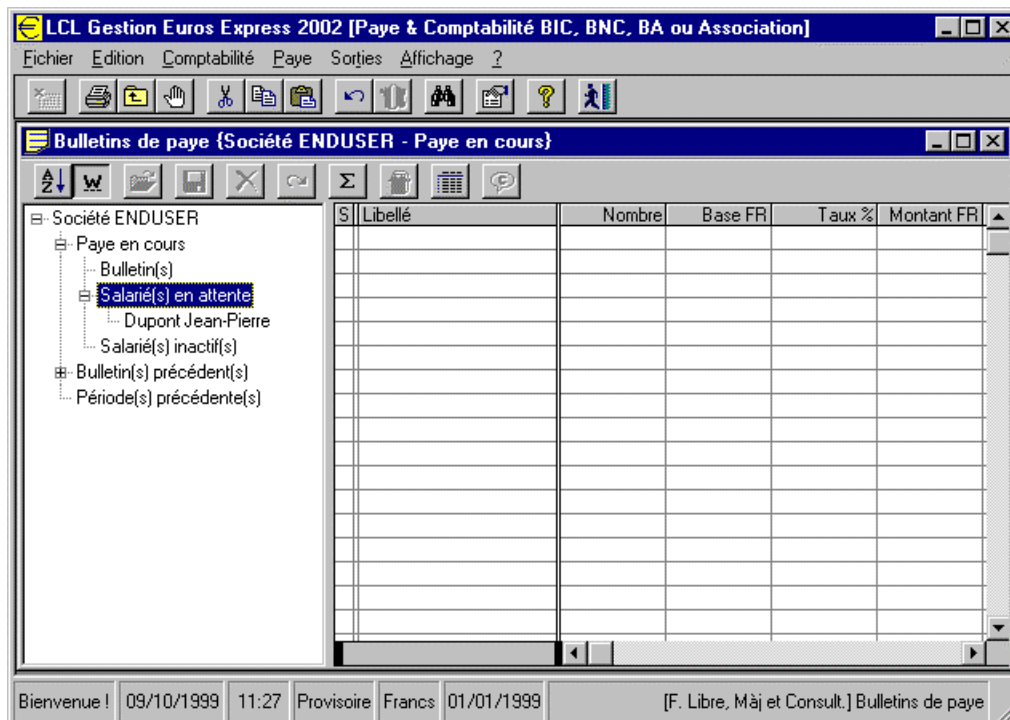 LCL Gestion Euros Express 2002 [Paye & Comptabilité BIC, BNC, BA ou Association]
Fichier Edition Comptabilité Paye Sorties Affichage ?
Bulletins de paye {Société ENDUSER - Paye en cours}
A Z W Σ
S Libellé Nombre Base FR Taux % Montant FR
Société ENDUSER
Paye en cours
Bulletin(s)
Salarié(s) en attente
Dupont Jean-Pierre
Salarié(s) inactif(s)
Bulletin(s) précédent(s)
Période(s) précédente(s)
Bienvenue ! 09/10/1999 11:27 Provisoire Francs 01/01/1999 [F. Libre, Màj et Consult.] Bulletins de paye